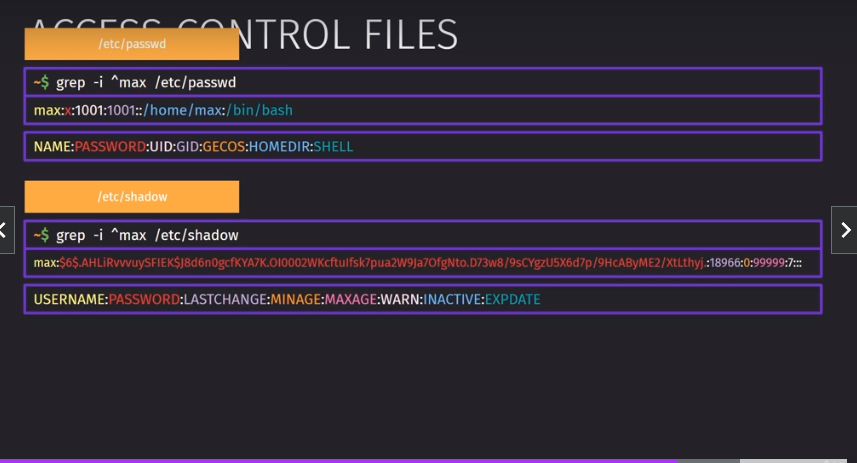 ACCESS CONTROL FILES
/etc/passwd
~$ grep -i ^max /etc/passwd
max:x:1001:1001::/home/max:/bin/bash
NAME:PASSWORD:UID:GID:GECOS:HOMEDIR:SHELL
/etc/shadow
~$ grep -i ^max /etc/shadow
max:$6$.AHLiRvvvuySFIEK$J8d6n0gcfKYA7K.OI0002WKcftuIfsk7pua2W9Ja7OfgNto.D73w8/9sCYgzU5X6d7p/9HcAByME2/XtLthyj.:18966:0:99999:7:::
USERNAME:PASSWORD:LASTCHANGE:MINAGE:MAXAGE:WARN:INACTIVE:EXPDATE